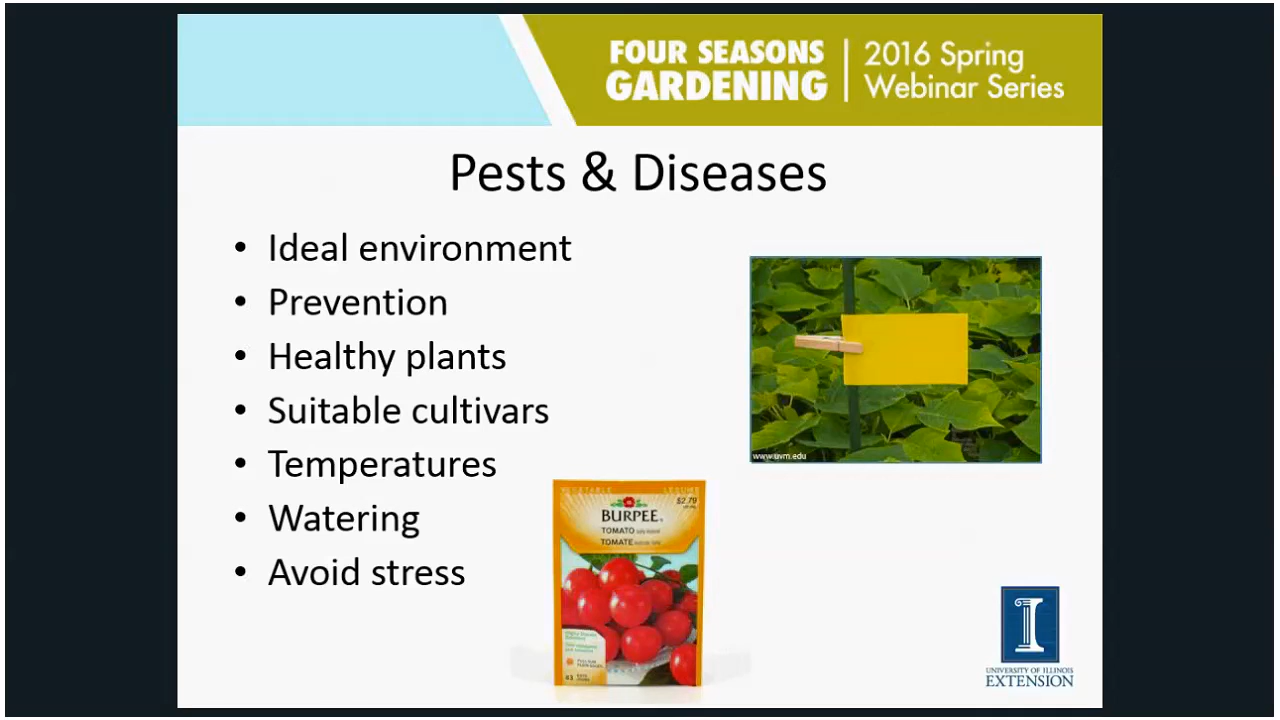 FOUR SEASONS
GARDENING
2016 Spring
Webinar Series
Pests & Diseases
• Ideal environment
• Prevention
• Healthy plants
• Suitable cultivars
• Temperatures
• Watering
• Avoid stress
www.uvm.edu
$2.79
BURPEE
TOMATO
TOMATE
UNIVERSITY OF ILLINOIS
EXTENSION